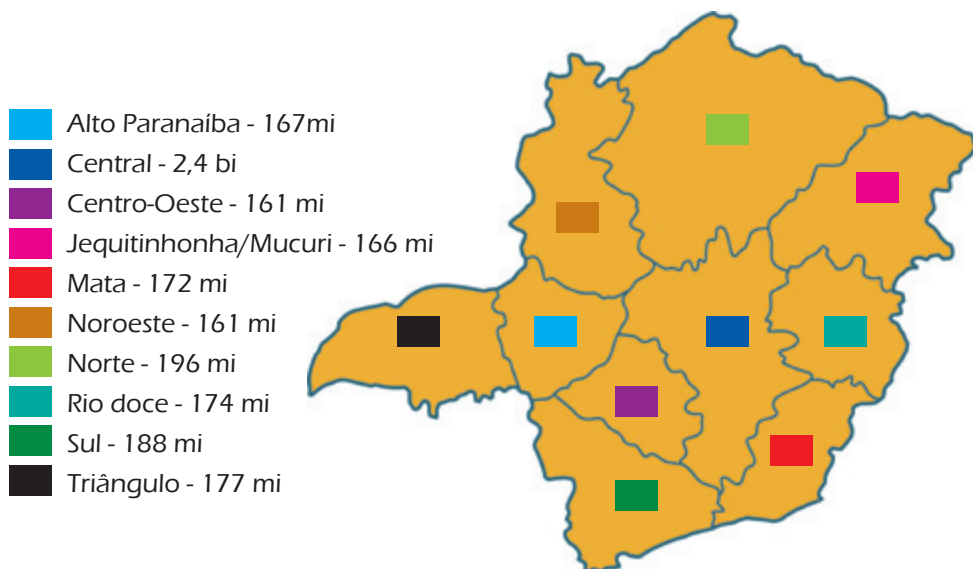 Alto Paranaíba - 167mi
Central - 2,4 bi
Centro-Oeste - 161 mi
Jequitinhonha/Mucuri - 166 mi
Mata - 172 mi
Noroeste - 161 mi
Norte - 196 mi
Rio doce - 174 mi
Sul - 188 mi
Triângulo - 177 mi